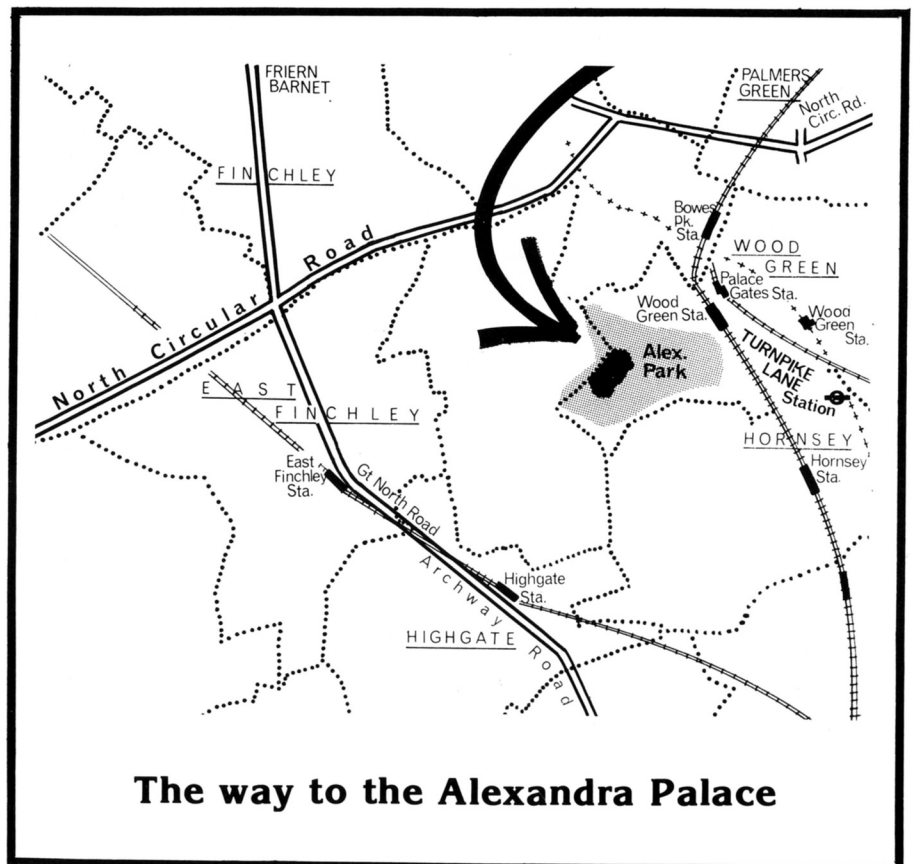 FRIERN
BARNET
PALMERS
GREEN
North
Circ. Rd.
FINCHLEY
Bowes
pk.
Sta.
WOOD
GREEN
North Circular Road
Palace
Gates Sta.
Wood
Green Sta.
Wood
Green
Sta.
Alex.
Park
TURNPIKE
LANE
Station
EAST
FINCHLEY
HORNSEY
East
Finchley
Sta.
Gt North Road
Hornsey
Sta.
Archway Road
Highgate
Sta.
HIGHGATE
The way to the Alexandra Palace